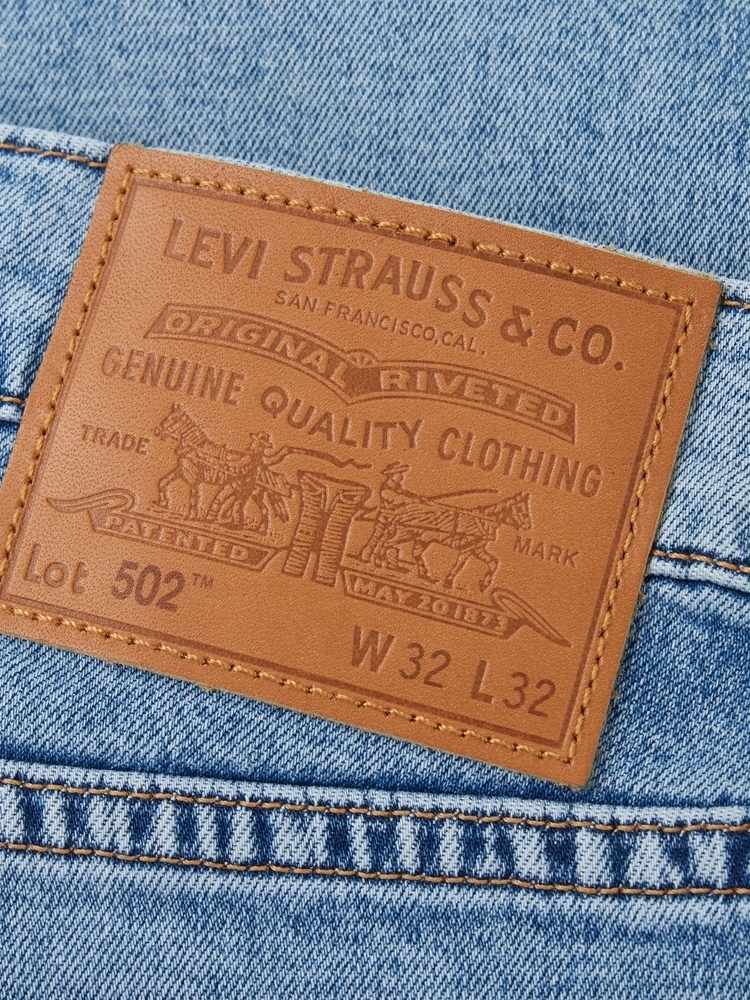 LEVI STRAUSS & CO.
SAN FRANCISCO, CAL.
ORIGINAL RIVETED
GENUINE QUALITY CLOTHING
TRADE MARK
PATENTED MAY 20 1873
Lot 502™
W 32 L 32